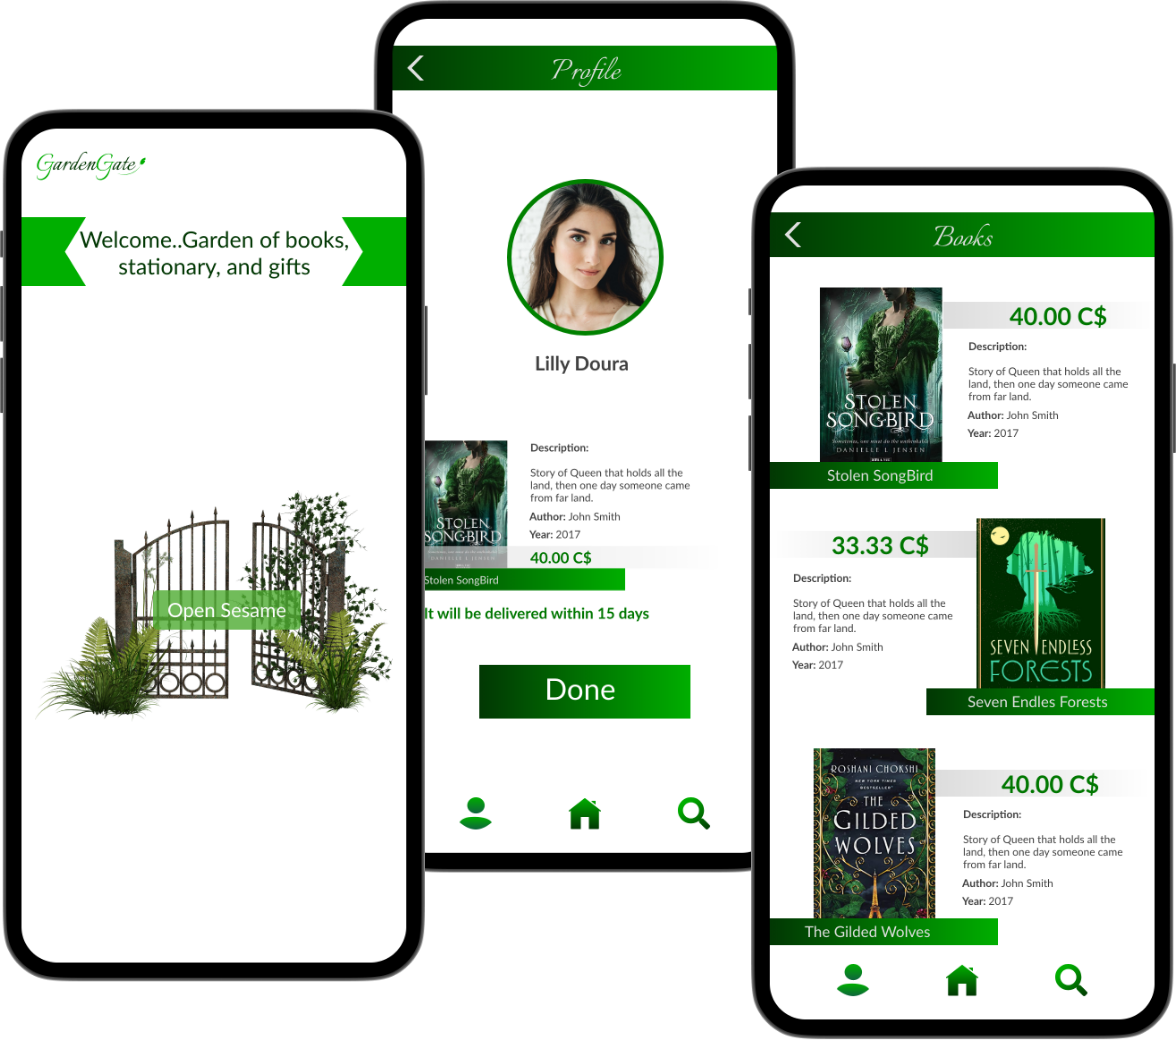 GardenGate
Welcome..Garden of books,
stationary, and gifts
Open Sesame
Profile
Lilly Doura
STOLEN
SONGBIRD
DANIELLE L JENSEN
Description:
Story of Queen that holds all the
land, then one day someone came
from far land.
Author: John Smith
Year: 2017
40.00 C$
Stolen SongBird
It will be delivered within 15 days
Done
Books
STOLEN
SONGBIRD
Sometimes, one must do the unthinkable
DANIELLE L JENSEN
40.00 C$
Description:
Story of Queen that holds all the
land, then one day someone came
from far land.
Author: John Smith
Year: 2017
Stolen SongBird
33.33 C$
Description:
Story of Queen that holds all the
land, then one day someone came
from far land.
Author: John Smith
Year: 2017
SEVEN ENDLESS
FORESTS
Seven Endles Forests
ROSHANI CHOKSHI
NEW YORK TIMES
BESTSELLER
THE
GILDED
WOLVES
40.00 C$
Description:
Story of Queen that holds all the
land, then one day someone came
from far land.
Author: John Smith
Year: 2017
The Gilded Wolves